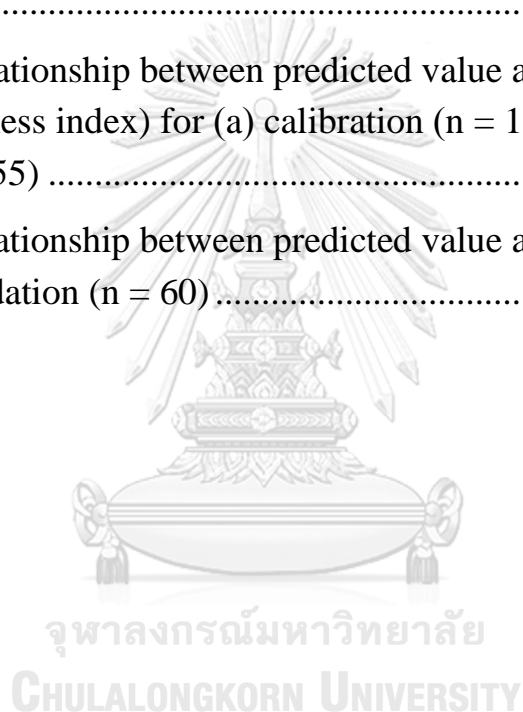 ......................................................
ationship between predicted value a
ess index) for (a) calibration (n = 1
55) ..................................................
ationship between predicted value a
dation (n = 60) ................................
จุฬาลงกรณ์มหาวิทยาลัย
CHULALONGKORN UNIVERSITY